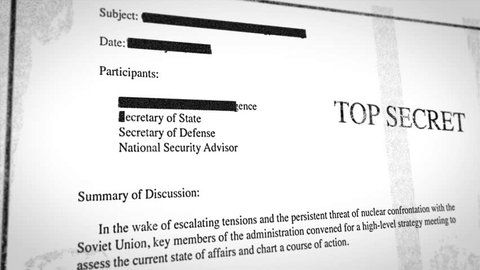 Subject:
Date:
Participants:
ence
ecretary of State
Secretary of Defense
National Security Advisor
TOP SECRET
Summary of Discussion:
In the wake of escalating tensions and the persistent threat of nuclear confrontation with the
Soviet Union, key members of the administration convened for a high-level strategy meeting to
assess the current state of affairs and chart a course of action.